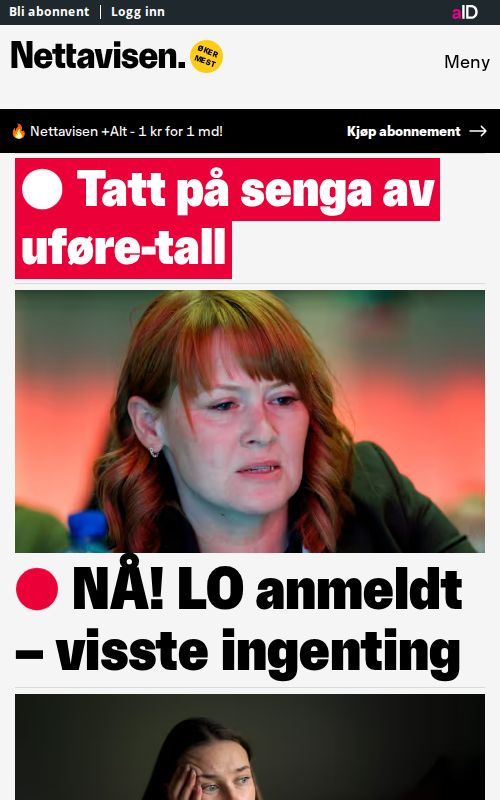 Bli abonnent | Logg inn
aID
Nettavisen.
ØKER
MEST
Meny
🔥 Nettavisen +Alt - 1 kr for 1 md!
Kjøp abonnement →
Tatt på senga av
uføre-tall
NÅ! LO anmeldt
– visste ingenting